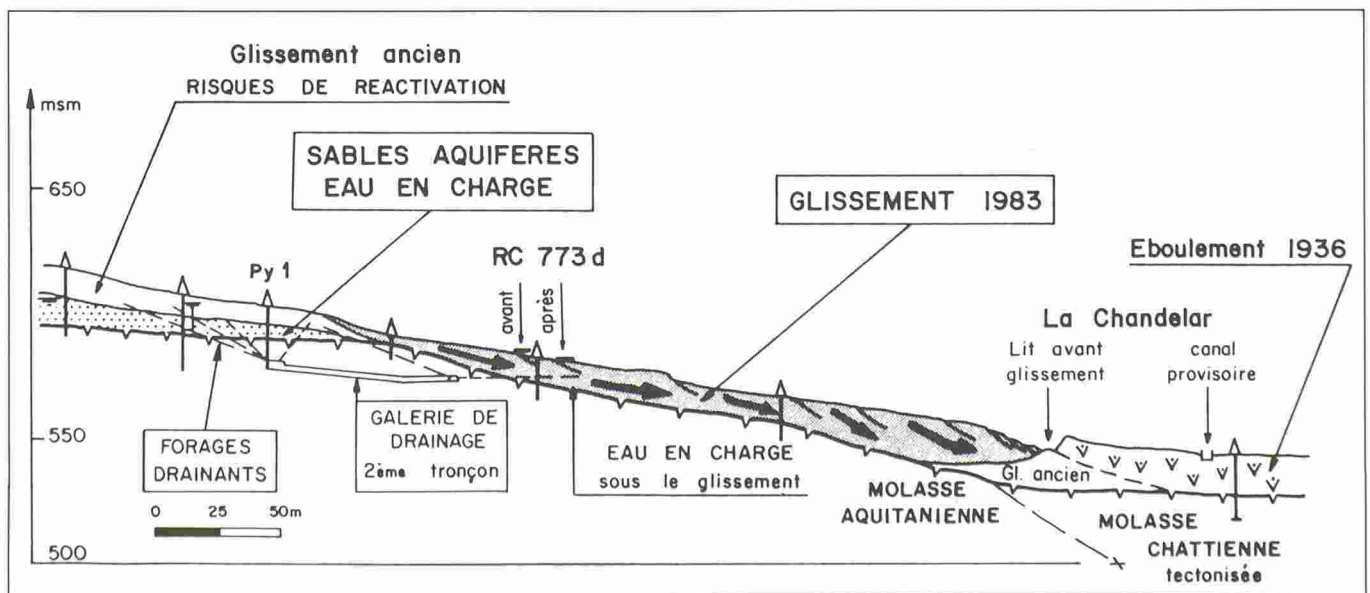 Glissement ancien
RISQUES DE REACTIVATION
msm
650
550
500
SABLES AQUIFERES
EAU EN CHARGE
GLISSEMENT 1983
Eboulement 1936
Py 1
RC 773 d
avant
après
La Chandelar
Lit avant
glissement
canal
provisoire
FORAGES
DRAINANTS
GALERIE DE
DRAINAGE
2ème tronçon
EAU EN CHARGE
sous le glissement
Gl. ancien
MOLASSE
AQUITANIENNE
MOLASSE
CHATTIENNE
tectonisée
0 25 50m